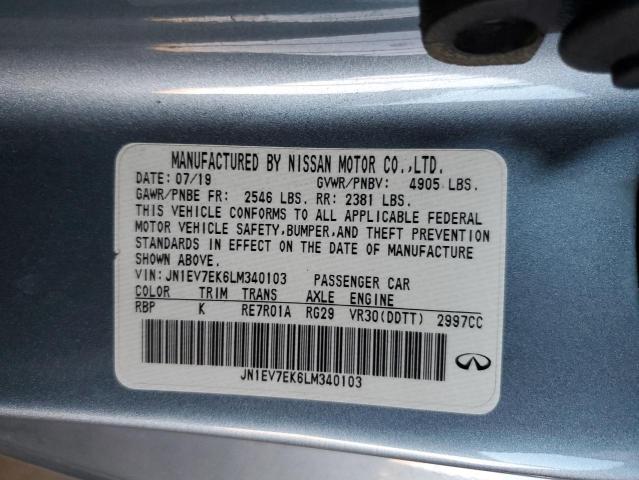 MANUFACTURED BY NISSAN MOTOR CO.,LTD.
DATE: 07/19 GVWR/PNBV: 4905 LBS.
GAWR/PNBE FR: 2546 LBS, RR: 2381 LBS.
THIS VEHICLE CONFORMS TO ALL APPLICABLE FEDERAL
MOTOR VEHICLE SAFETY,BUMPER,AND THEFT PREVENTION
STANDARDS IN EFFECT ON THE DATE OF MANUFACTURE
SHOWN ABOVE.
VIN: JN1EV7EK6LM340103 PASSENGER CAR
COLOR TRIM TRANS AXLE ENGINE
RBP K RE7R01A RG29 VR30(DDTT) 2997CC
JN1EV7EK6LM340103